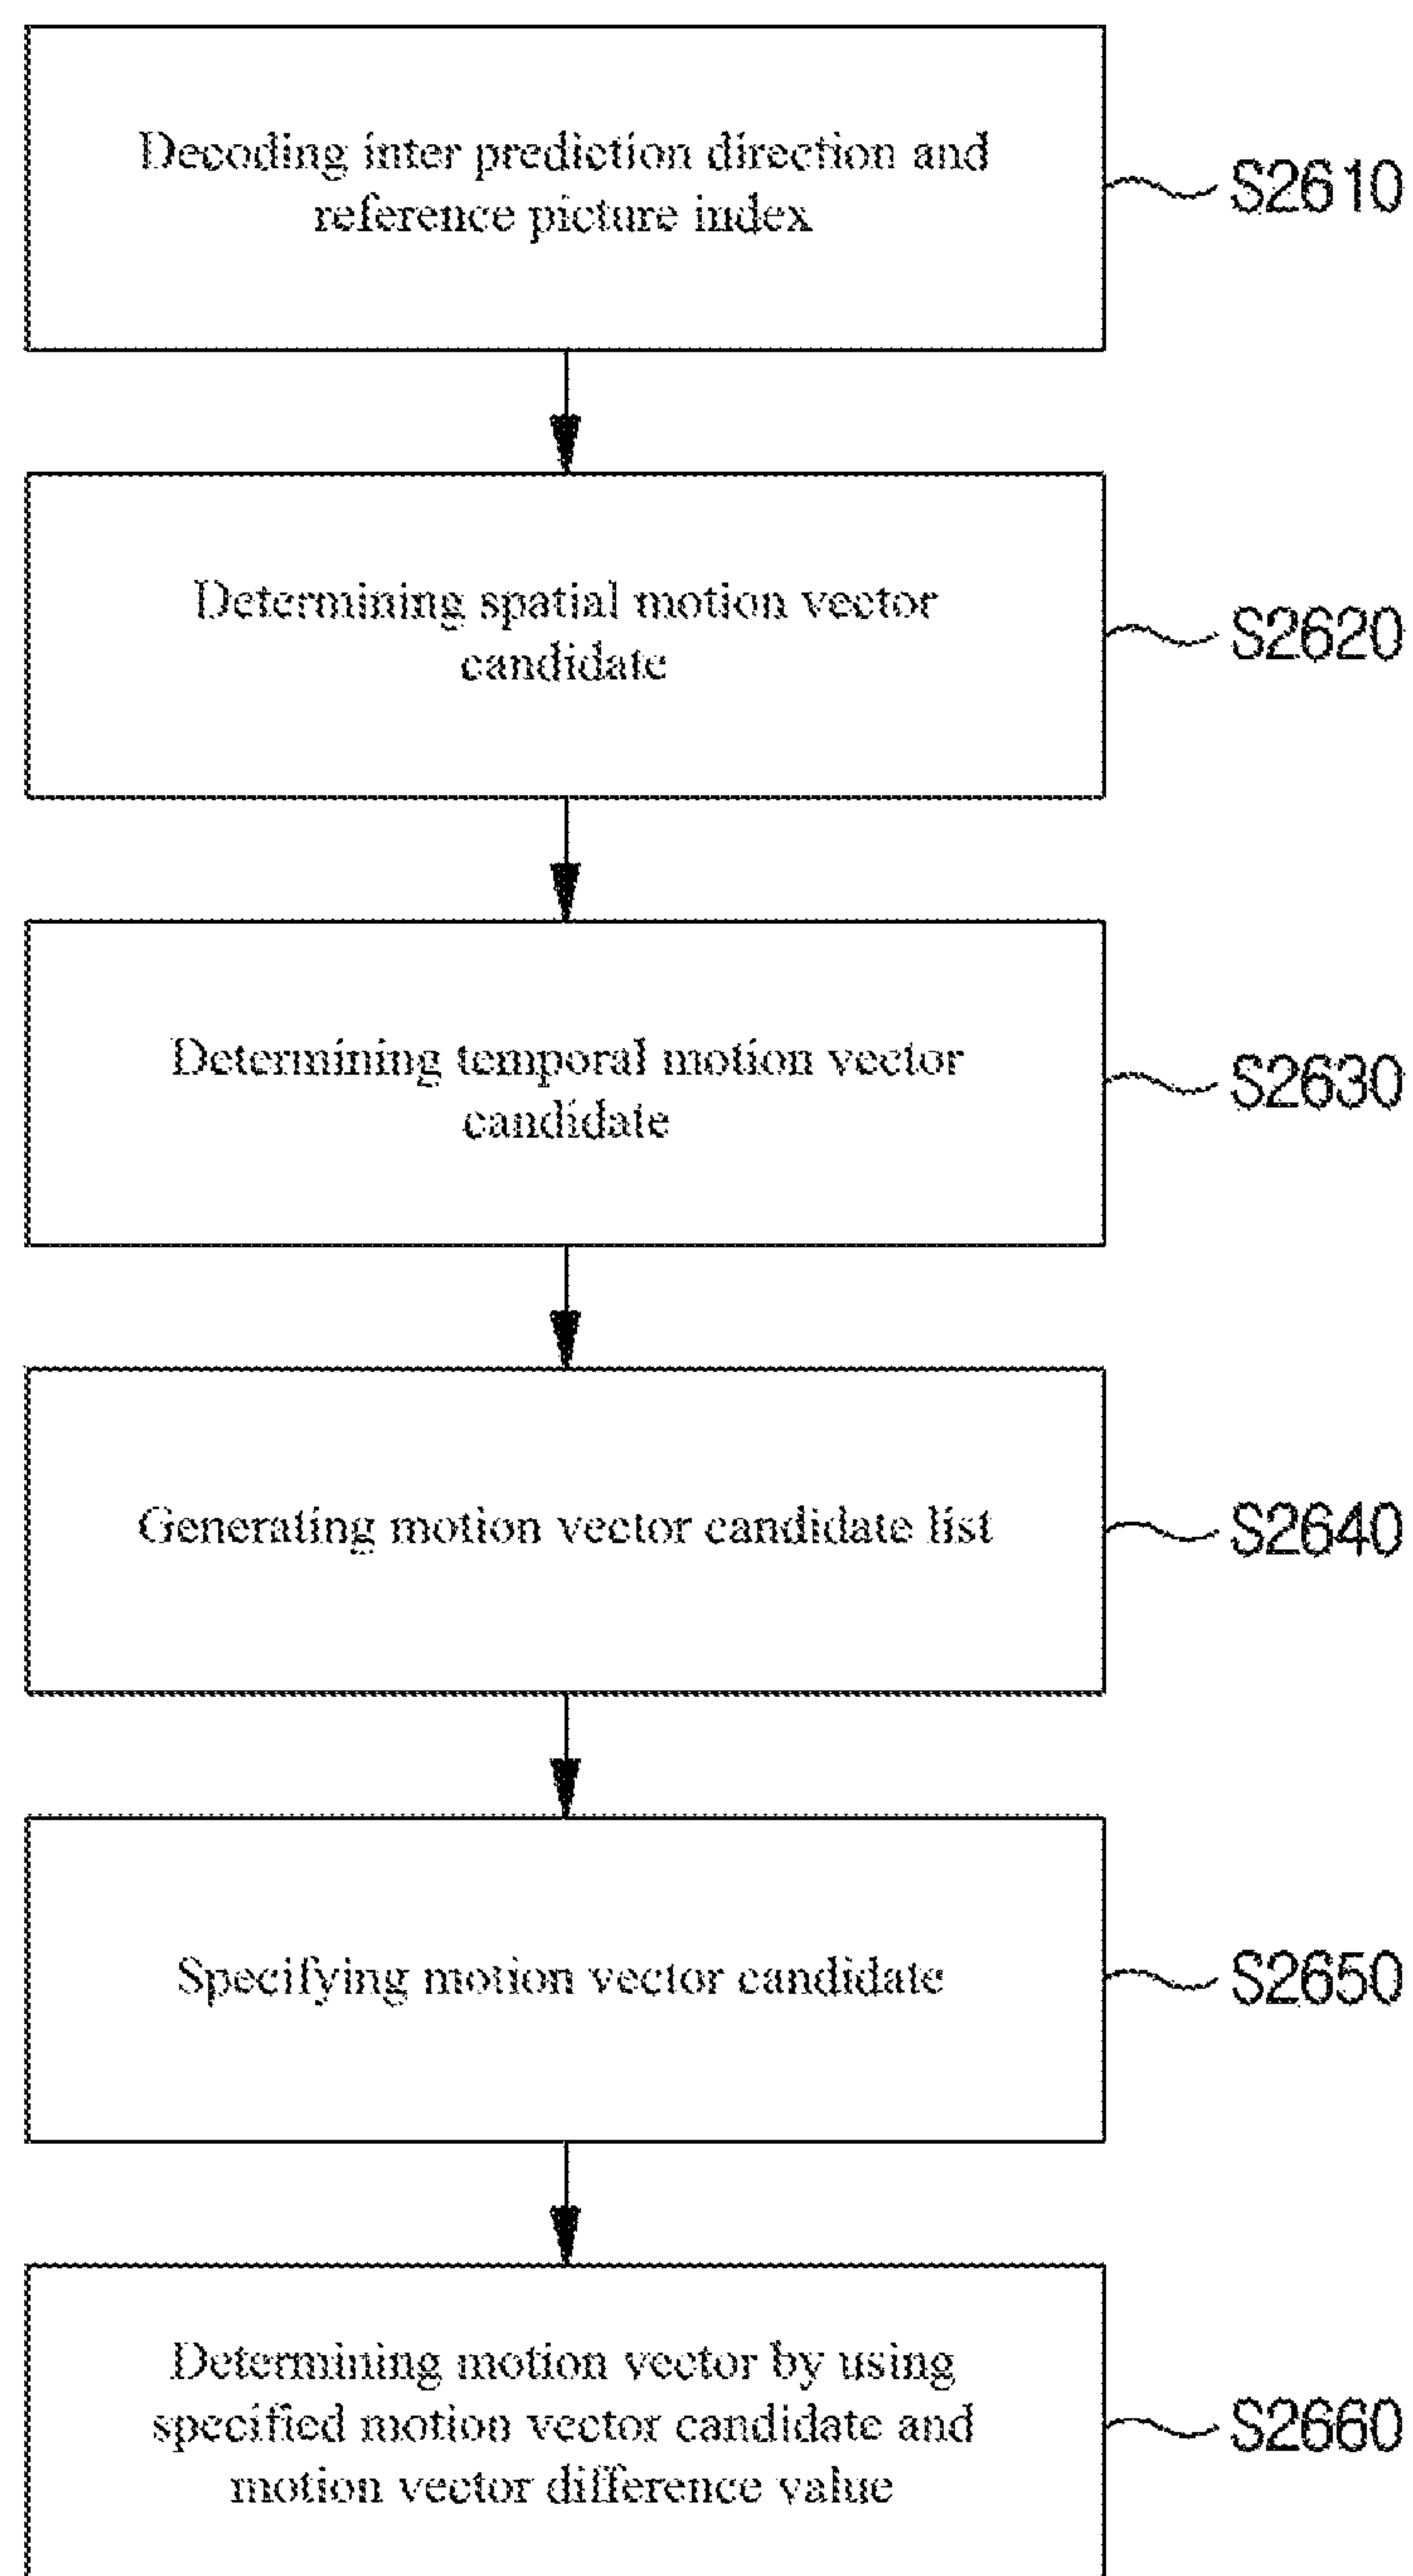 Decoding inter prediction direction and
reference picture index
S2610
Determining spatial motion vector
candidate
S2620
Determining temporal motion vector
candidate
S2630
Generating motion vector candidate list
S2640
Specifying motion vector candidate
S2650
Determining motion vector by using
specified motion vector candidate and
motion vector difference value
S2660